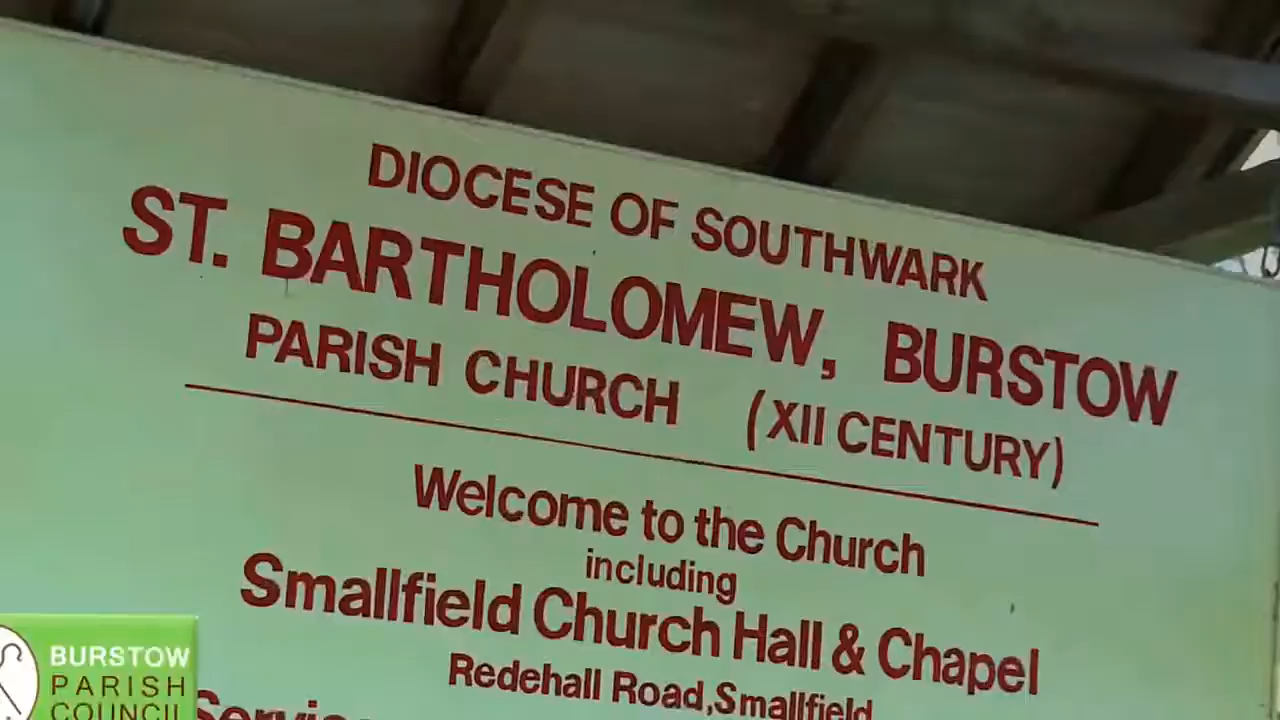 DIOCESE OF SOUTHWARK
ST. BARTHOLOMEW, BURSTOW
PARISH CHURCH (XII CENTURY)
Welcome to the Church
including
Smallfield Church Hall & Chapel
Redehall Road,Smallfield
BURSTOW
PARISH
COUNCIL